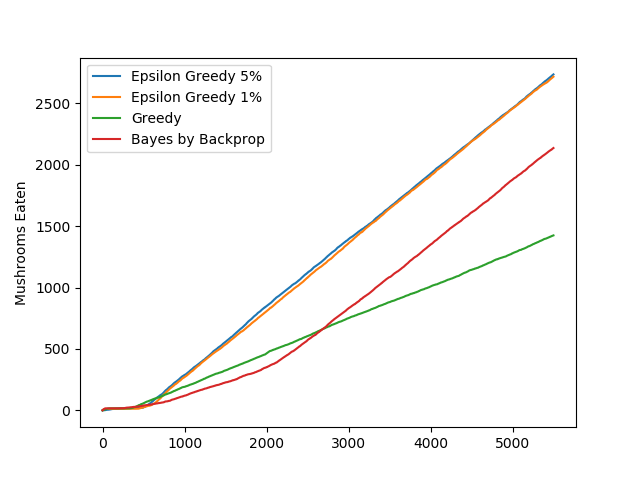 Epsilon Greedy 5%
Epsilon Greedy 1%
Greedy
Bayes by Backprop
Mushrooms Eaten
2500
2000
1500
1000
500
0
0 1000 2000 3000 4000 5000